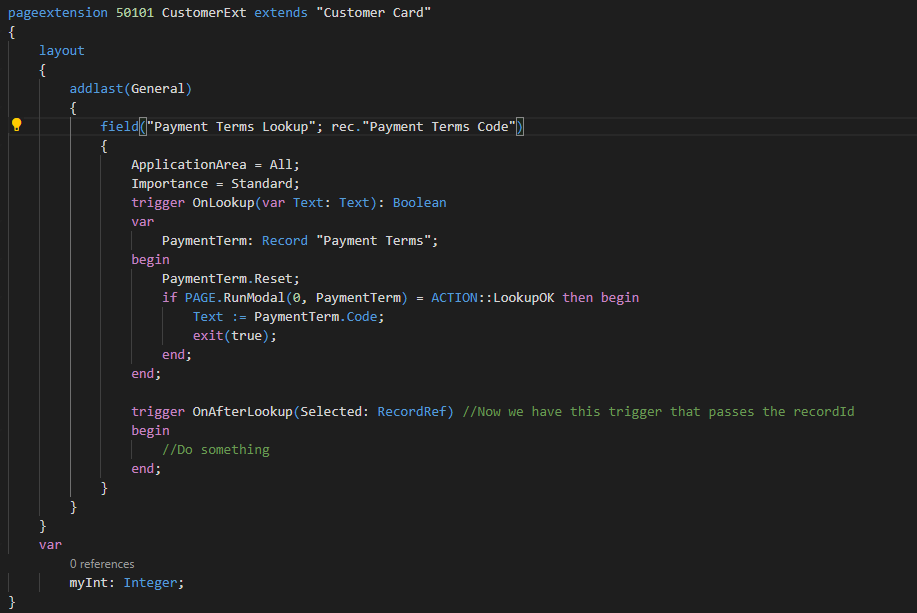 pageextension 50101 CustomerExt extends "Customer Card"
{
layout
{
addlast(General)
{
field("Payment Terms Lookup"; rec."Payment Terms Code")
{
ApplicationArea = All;
Importance = Standard;
trigger OnLookup(var Text: Text): Boolean
var
PaymentTerm: Record "Payment Terms";
begin
PaymentTerm.Reset;
if PAGE.RunModal(0, PaymentTerm) = ACTION::LookupOK then begin
Text := PaymentTerm.Code;
exit(true);
end;
end;
trigger OnAfterLookup(Selected: RecordRef) //Now we have this trigger that passes the recordId
begin
//Do something
end;
}
}
}
var
0 references
myInt: Integer;
}